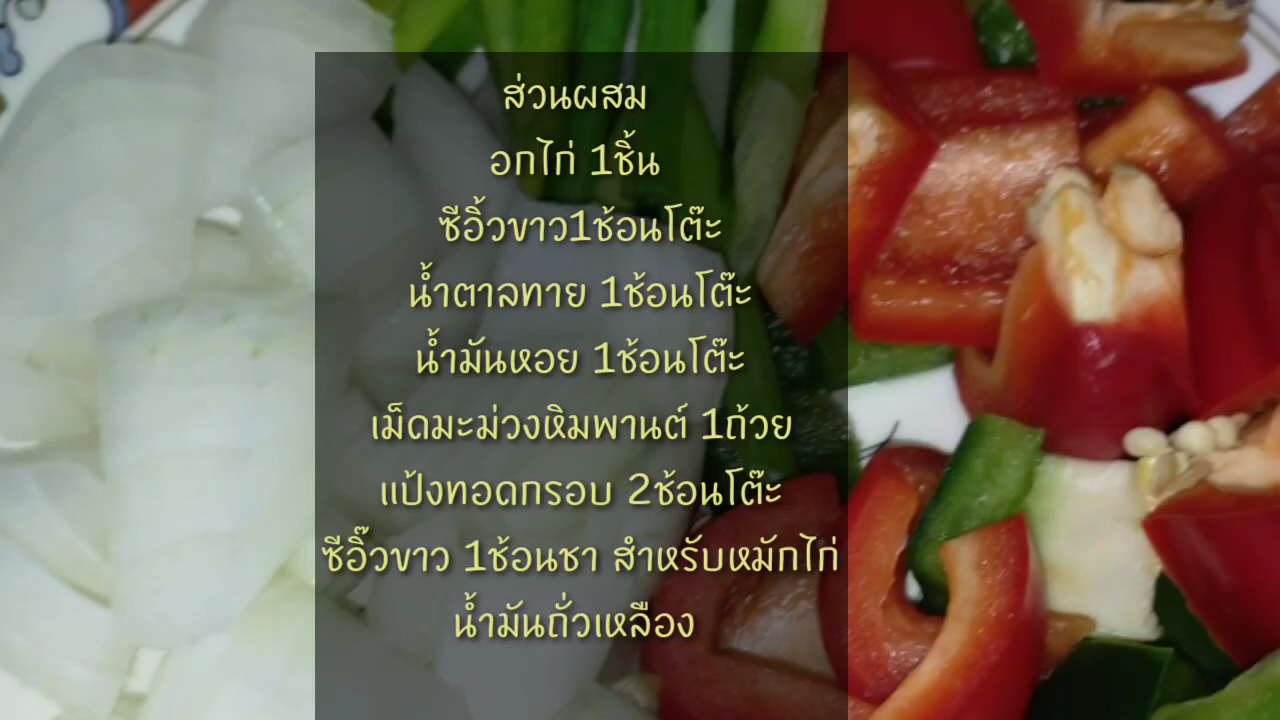 ส่วนผสม
อกไก่ 1ชิ้น
ซีอิ้วขาว1ช้อนโต๊ะ
น้ำตาลทาย 1ช้อนโต๊ะ
น้ำมันหอย 1ช้อนโต๊ะ
เม็ดมะม่วงหิมพานต์ 1ถ้วย
แป้งทอดกรอบ 2ช้อนโต๊ะ
ซีอิ๊วขาว 1ช้อนชา สำหรับหมักไก่
น้ำมันถั่วเหลือง